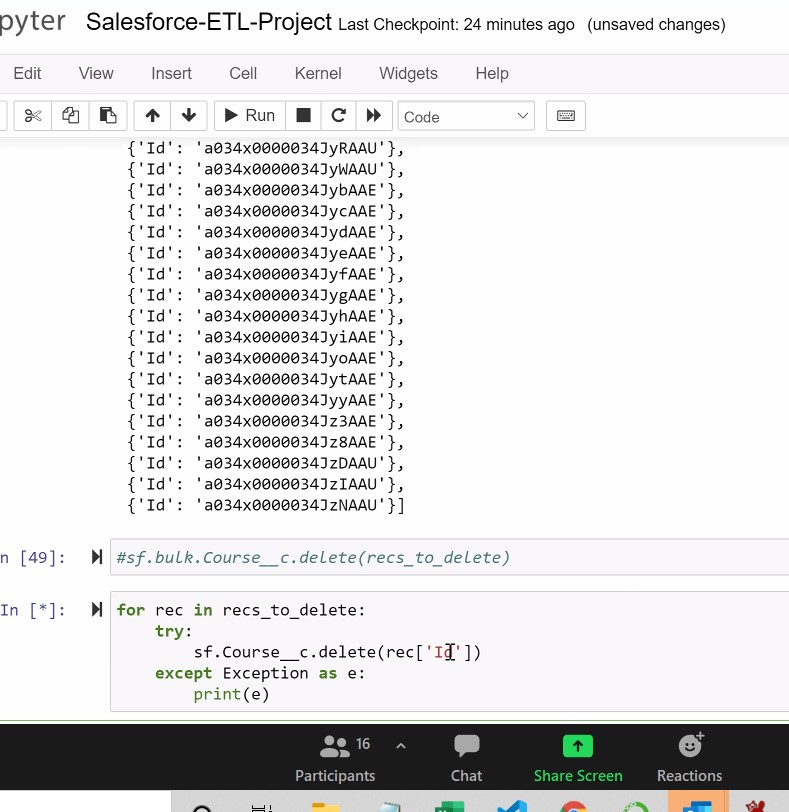 pyter Salesforce-ETL-Project Last Checkpoint: 24 minutes ago (unsaved changes)
Edit View Insert Cell Kernel Widgets Help
Run Code
{'Id': 'a034x0000034JyRAAU'},
{'Id': 'a034x0000034JyWAAU'},
{'Id': 'a034x0000034JybAAE'},
{'Id': 'a034x0000034JycAAE'},
{'Id': 'a034x0000034JydAAE'},
{'Id': 'a034x0000034JyeAAE'},
{'Id': 'a034x0000034JyfAAE'},
{'Id': 'a034x0000034JygAAE'},
{'Id': 'a034x0000034JyhAAE'},
{'Id': 'a034x0000034JyiAAE'},
{'Id': 'a034x0000034JyoAAE'},
{'Id': 'a034x0000034JytAAE'},
{'Id': 'a034x0000034JyyAAE'},
{'Id': 'a034x0000034Jz3AAE'},
{'Id': 'a034x0000034Jz8AAE'},
{'Id': 'a034x0000034JzDAAU'},
{'Id': 'a034x0000034JzIAAU'},
{'Id': 'a034x0000034JzNAAU'}]
n [49]: #sf.bulk.Course__c.delete(recs_to_delete)
In [*]: for rec in recs_to_delete:
try:
sf.Course__c.delete(rec['Id'])
except Exception as e:
print(e)
16
Participants Chat Share Screen Reactions